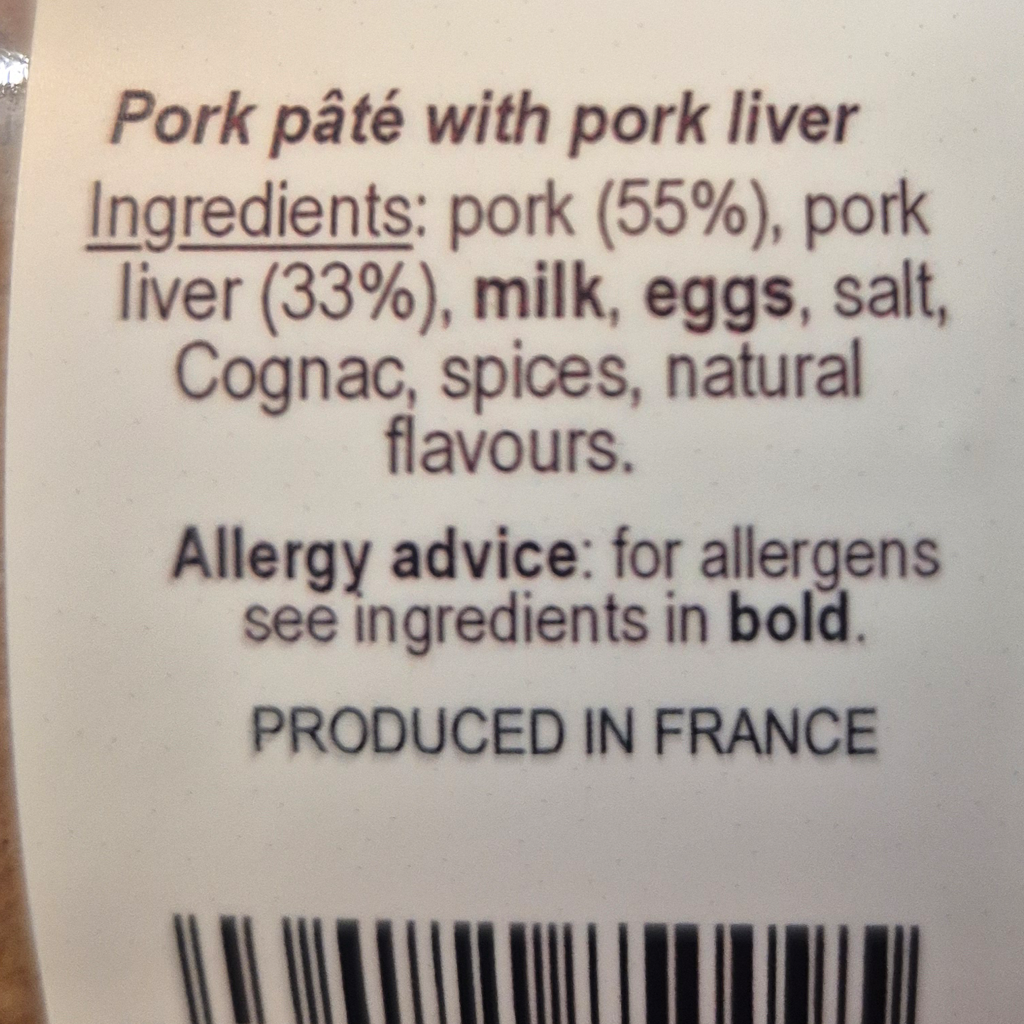 Pork pâté with pork liver
Ingredients: pork (55%), pork
liver (33%), milk, eggs, salt,
Cognac, spices, natural
flavours.
Allergy advice: for allergens
see ingredients in bold.
PRODUCED IN FRANCE